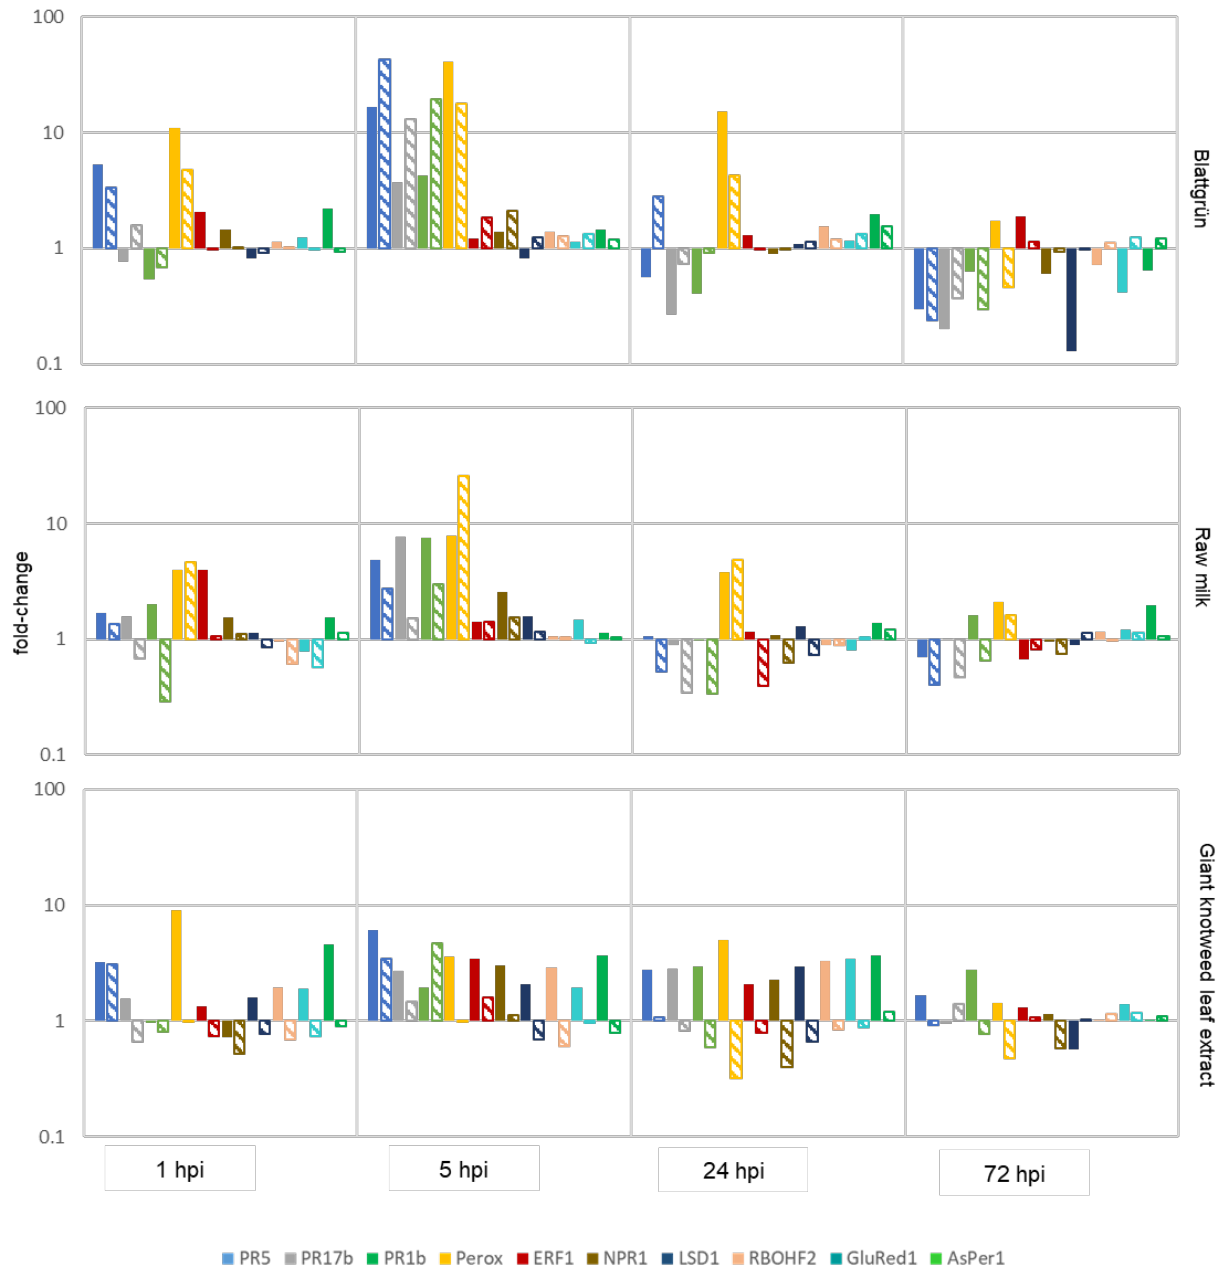 100
10
1
0.1
Blattgrün
100
10
1
0.1
Raw milk
fold-change
100
10
1
0.1
Giant knotweed leaf extract
1 hpi 5 hpi 24 hpi 72 hpi
PR5 PR17b PR1b Perox ERF1 NPR1 LSD1 RBOHF2 GluRed1 AsPer1